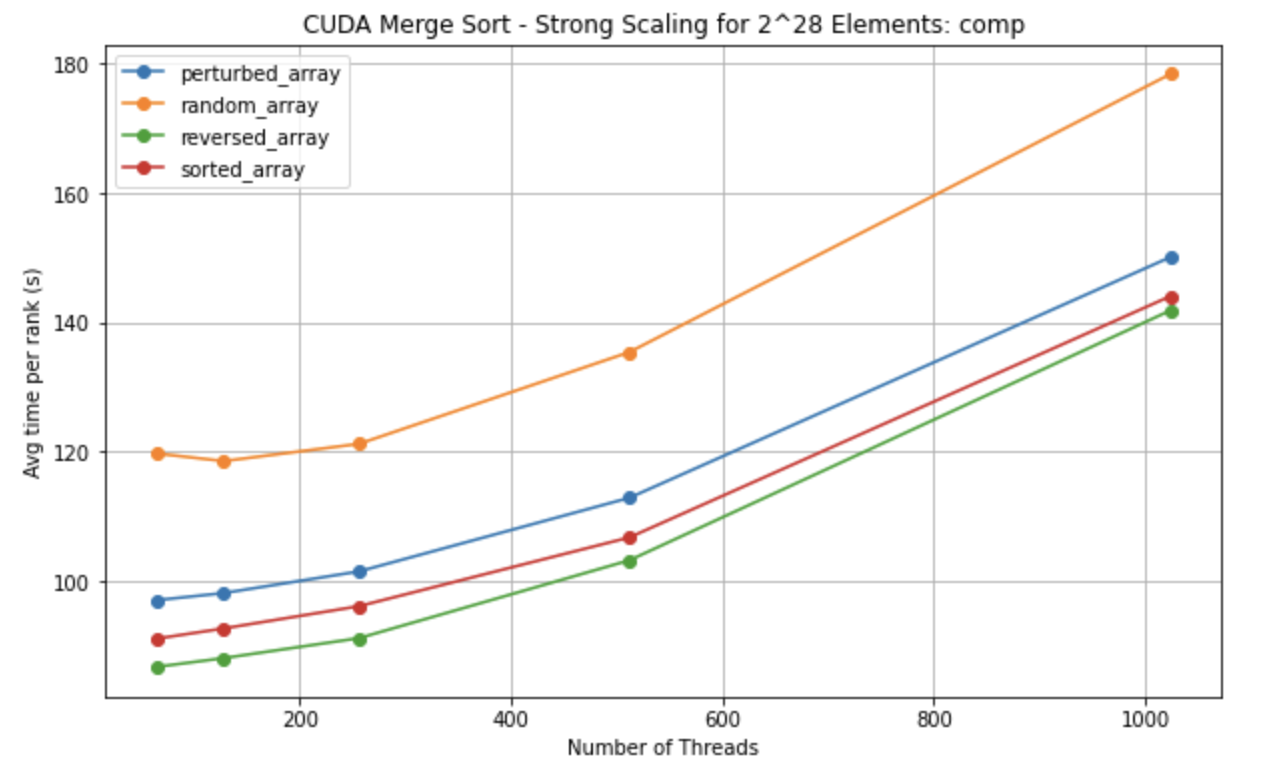 CUDA Merge Sort - Strong Scaling for 2^28 Elements: comp
perturbed_array
random_array
reversed_array
sorted_array
180
160
140
120
100
Avg time per rank (s)
200
400
600
800
1000
Number of Threads